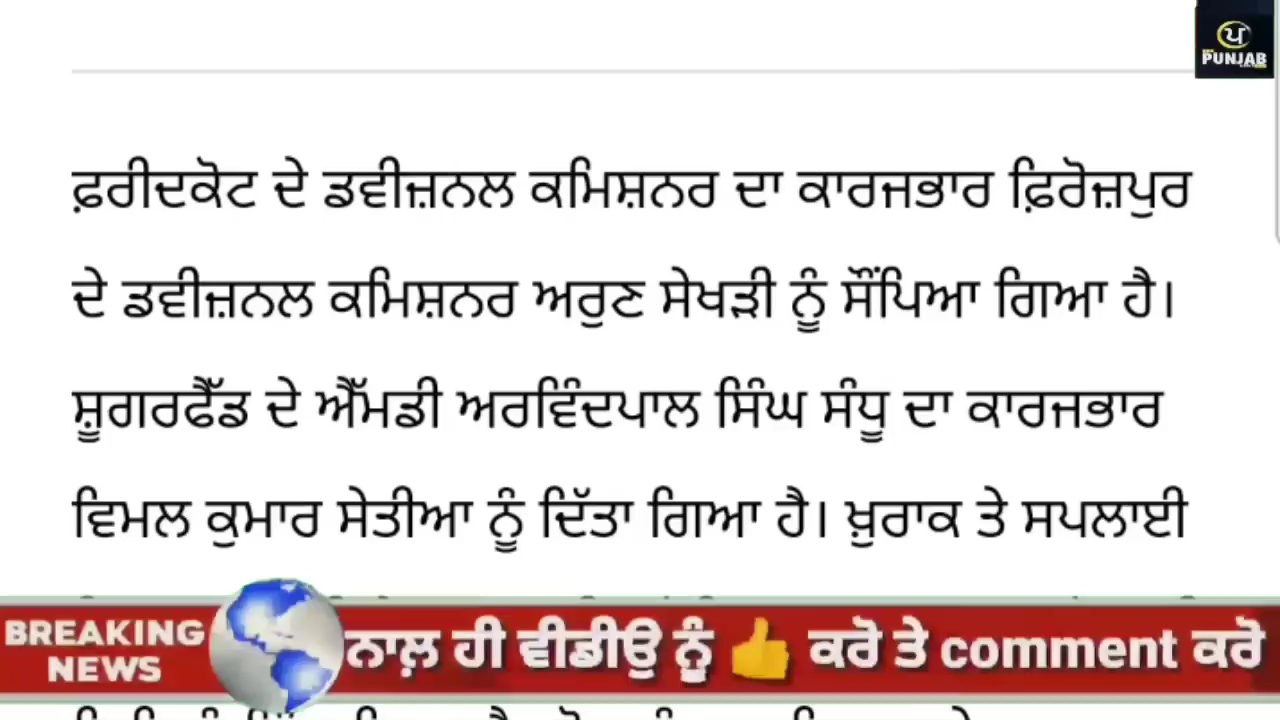 ਪ
PUNJAB
ਫ਼ਰੀਦਕੋਟ ਦੇ ਡਵੀਜ਼ਨਲ ਕਮਿਸ਼ਨਰ ਦਾ ਕਾਰਜਭਾਰ ਫ਼ਿਰੋਜ਼ਪੁਰ
ਦੇ ਡਵੀਜ਼ਨਲ ਕਮਿਸ਼ਨਰ ਅਰੁਣ ਸੇਖੜੀ ਨੂੰ ਸੌਂਪਿਆ ਗਿਆ ਹੈ।
ਸ਼ੂਗਰਫੈੱਡ ਦੇ ਐੱਮਡੀ ਅਰਵਿੰਦਪਾਲ ਸਿੰਘ ਸੰਧੂ ਦਾ ਕਾਰਜਭਾਰ
ਵਿਮਲ ਕੁਮਾਰ ਸੇਤੀਆ ਨੂੰ ਦਿੱਤਾ ਗਿਆ ਹੈ। ਖ਼ੁਰਾਕ ਤੇ ਸਪਲਾਈ
BREAKING
NEWS
ਨਾਲ਼ ਹੀ ਵੀਡੀਉ ਨੂੰ 👍 ਕਰੋ ਤੇ comment ਕਰੋ